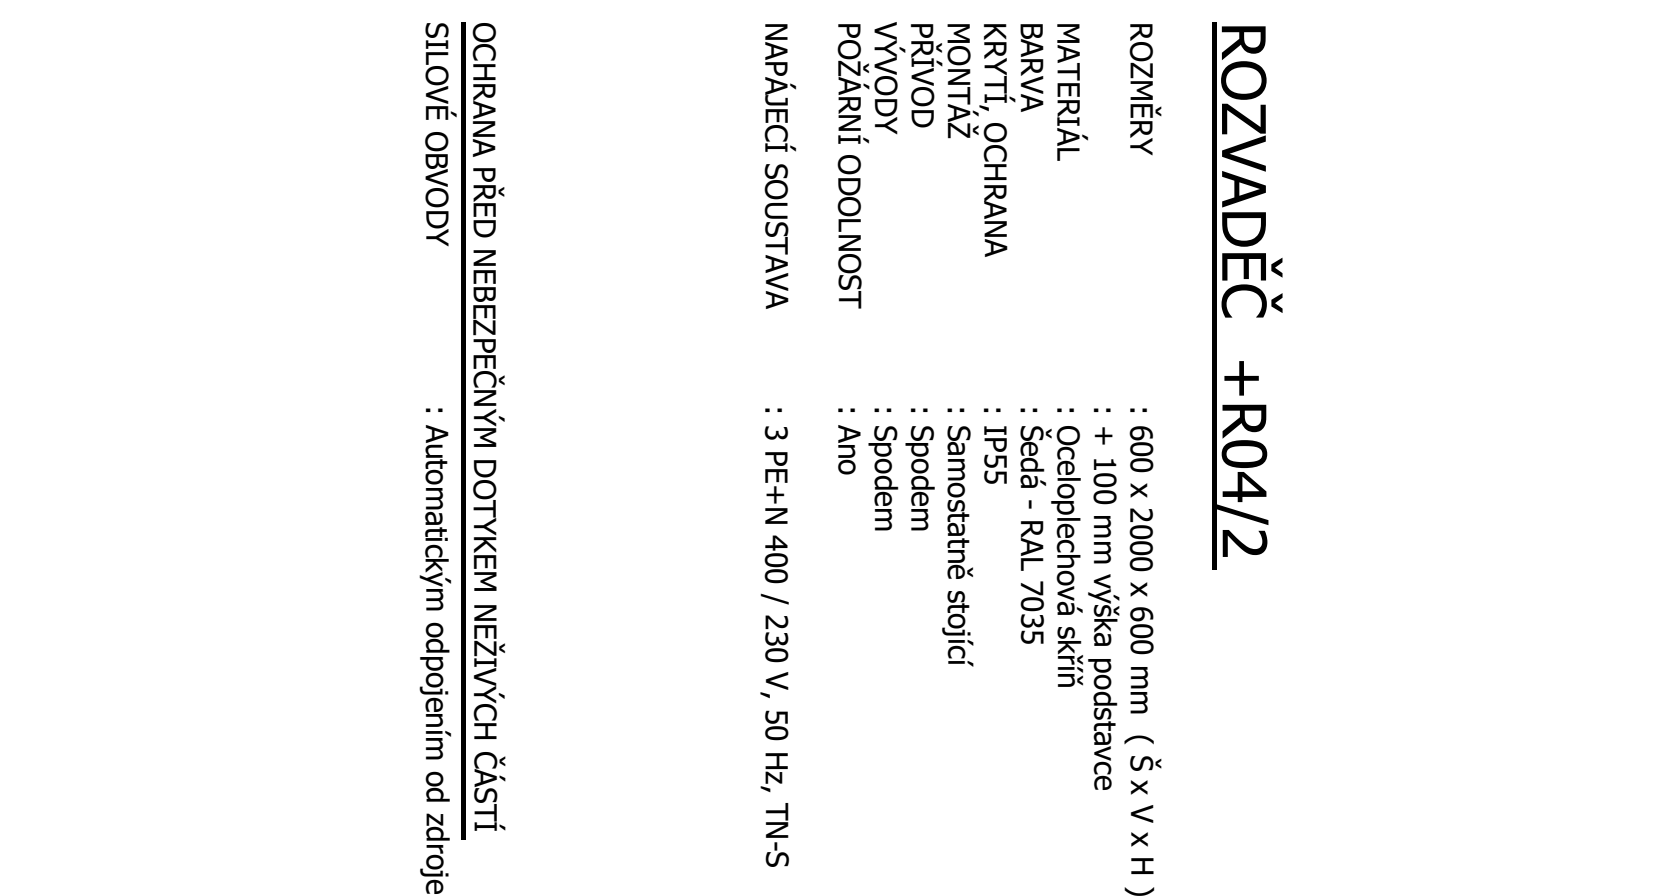 ROZVADĚČ +R04/2
ROZMĚRY : 600 x 2000 x 600 mm ( Š x V x H )
: + 100 mm výška podstavce
MATERIÁL : Oceloplechová skříň
BARVA : Šedá - RAL 7035
KRYTÍ, OCHRANA : IP55
MONTÁŽ : Samostatně stojící
PŘÍVOD : Spodem
VÝVODY : Spodem
POŽÁRNÍ ODOLNOST : Ano
NAPÁJECÍ SOUSTAVA : 3 PE+N 400 / 230 V, 50 Hz, TN-S
OCHRANA PŘED NEBEZPEČNÝM DOTYKEM NEŽIVÝCH ČÁSTÍ
SILOVÉ OBVODY : Automatickým odpojením od zdroje